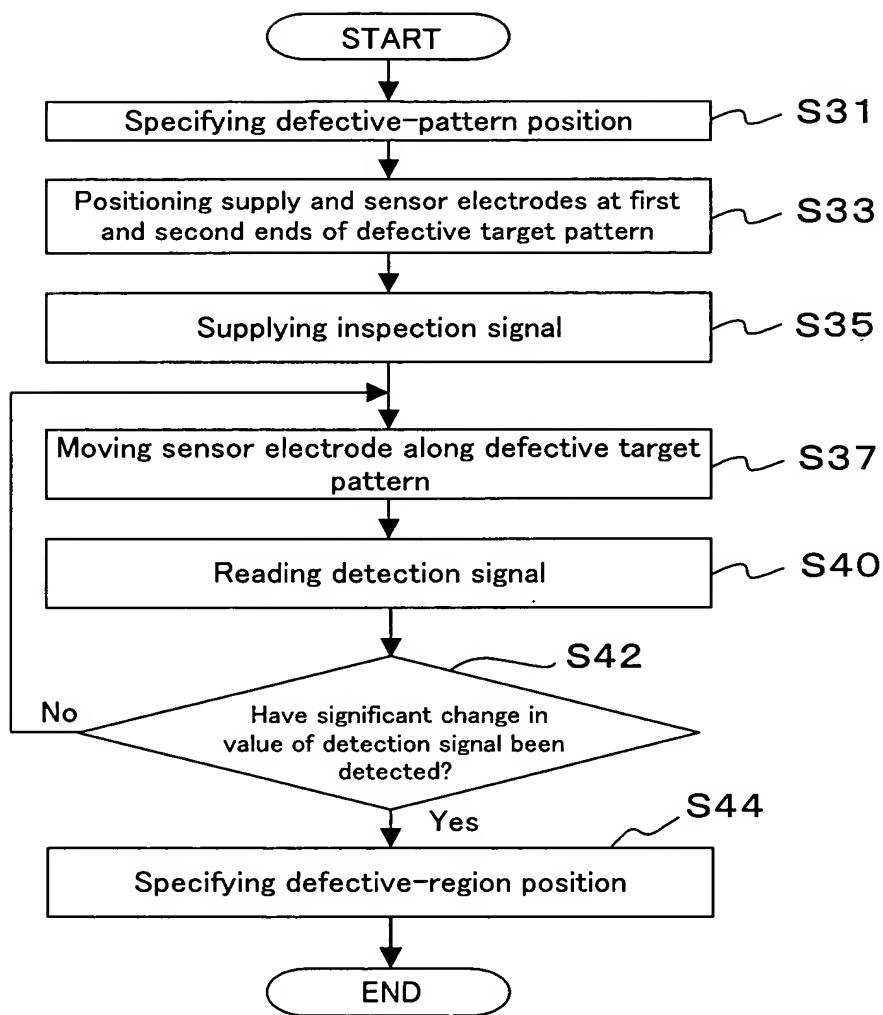 START
Specifying defective-pattern position
S31
Positioning supply and sensor electrodes at first
and second ends of defective target pattern
S33
Supplying inspection signal
S35
Moving sensor electrode along defective target
pattern
S37
Reading detection signal
S40
S42
Have significant change in
value of detection signal been
detected?
No
Yes
S44
Specifying defective-region position
END